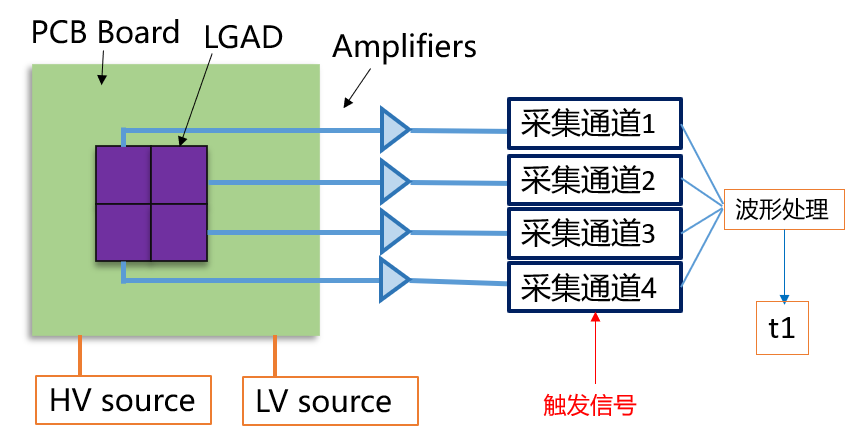 PCB Board
LGAD
Amplifiers
采集通道1
采集通道2
采集通道3
采集通道4
波形处理
t1
HV source
LV source
触发信号